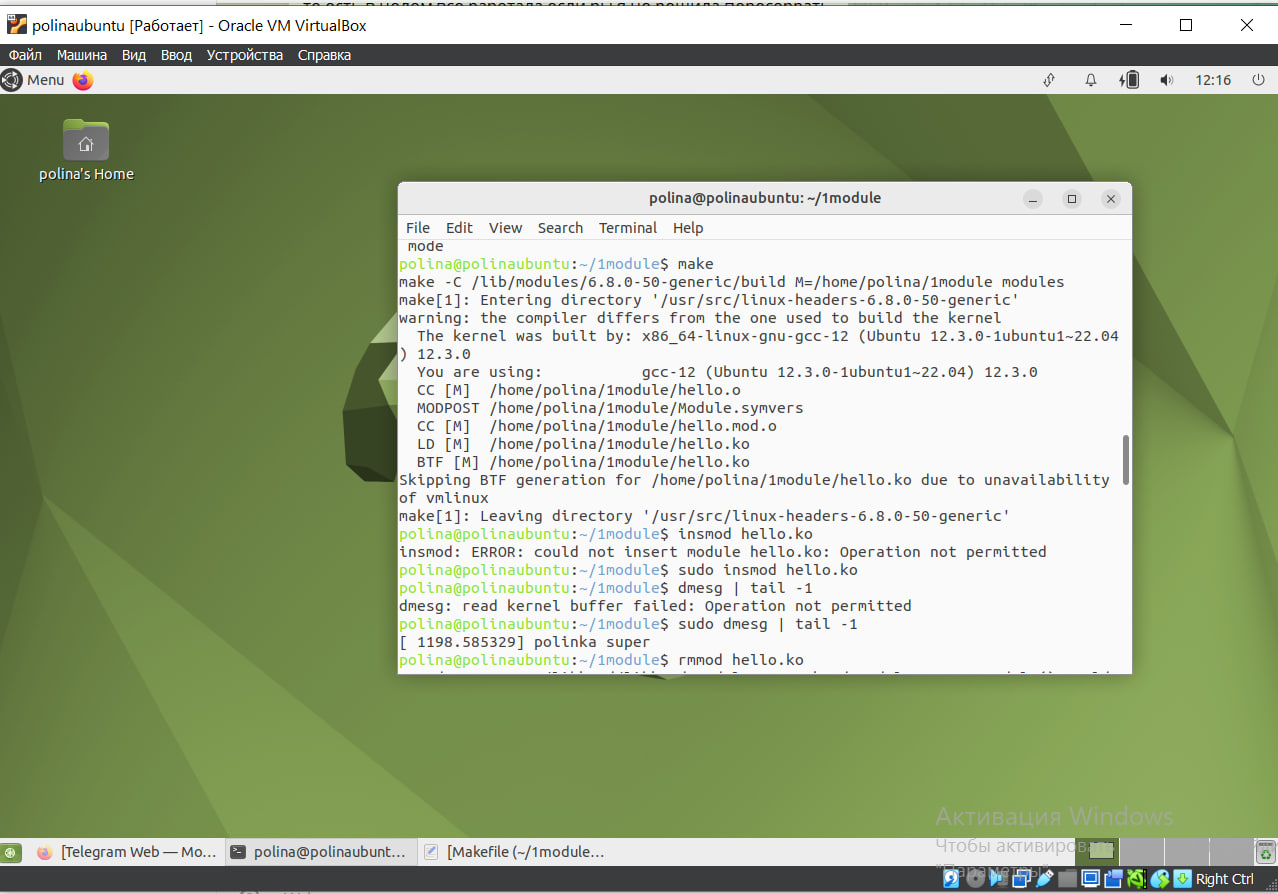 polinaubuntu [Работает] - Oracle VM VirtualBox
Файл Машина Вид Ввод Устройства Справка
Menu 12:16
polina's Home
polina@polinaubuntu: ~/1module
File Edit View Search Terminal Help
mode
polina@polinaubuntu:~/1module$ make
make -C /lib/modules/6.8.0-50-generic/build M=/home/polina/1module modules
make[1]: Entering directory '/usr/src/linux-headers-6.8.0-50-generic'
warning: the compiler differs from the one used to build the kernel
The kernel was built by: x86_64-linux-gnu-gcc-12 (Ubuntu 12.3.0-1ubuntu1~22.04
) 12.3.0
You are using: gcc-12 (Ubuntu 12.3.0-1ubuntu1~22.04) 12.3.0
CC [M] /home/polina/1module/hello.o
MODPOST /home/polina/1module/Module.symvers
CC [M] /home/polina/1module/hello.mod.o
LD [M] /home/polina/1module/hello.ko
BTF [M] /home/polina/1module/hello.ko
Skipping BTF generation for /home/polina/1module/hello.ko due to unavailability
of vmlinux
make[1]: Leaving directory '/usr/src/linux-headers-6.8.0-50-generic'
polina@polinaubuntu:~/1module$ insmod hello.ko
insmod: ERROR: could not insert module hello.ko: Operation not permitted
polina@polinaubuntu:~/1module$ sudo insmod hello.ko
polina@polinaubuntu:~/1module$ dmesg | tail -1
dmesg: read kernel buffer failed: Operation not permitted
polina@polinaubuntu:~/1module$ sudo dmesg | tail -1
[ 1198.585329] polinka super
polina@polinaubuntu:~/1module$ rmmod hello.ko
Активация Windows
Чтобы активировать
"Параметры".
[Telegram Web — Mo... polina@polinaubunt... [Makefile (~/1module...
Right Ctrl